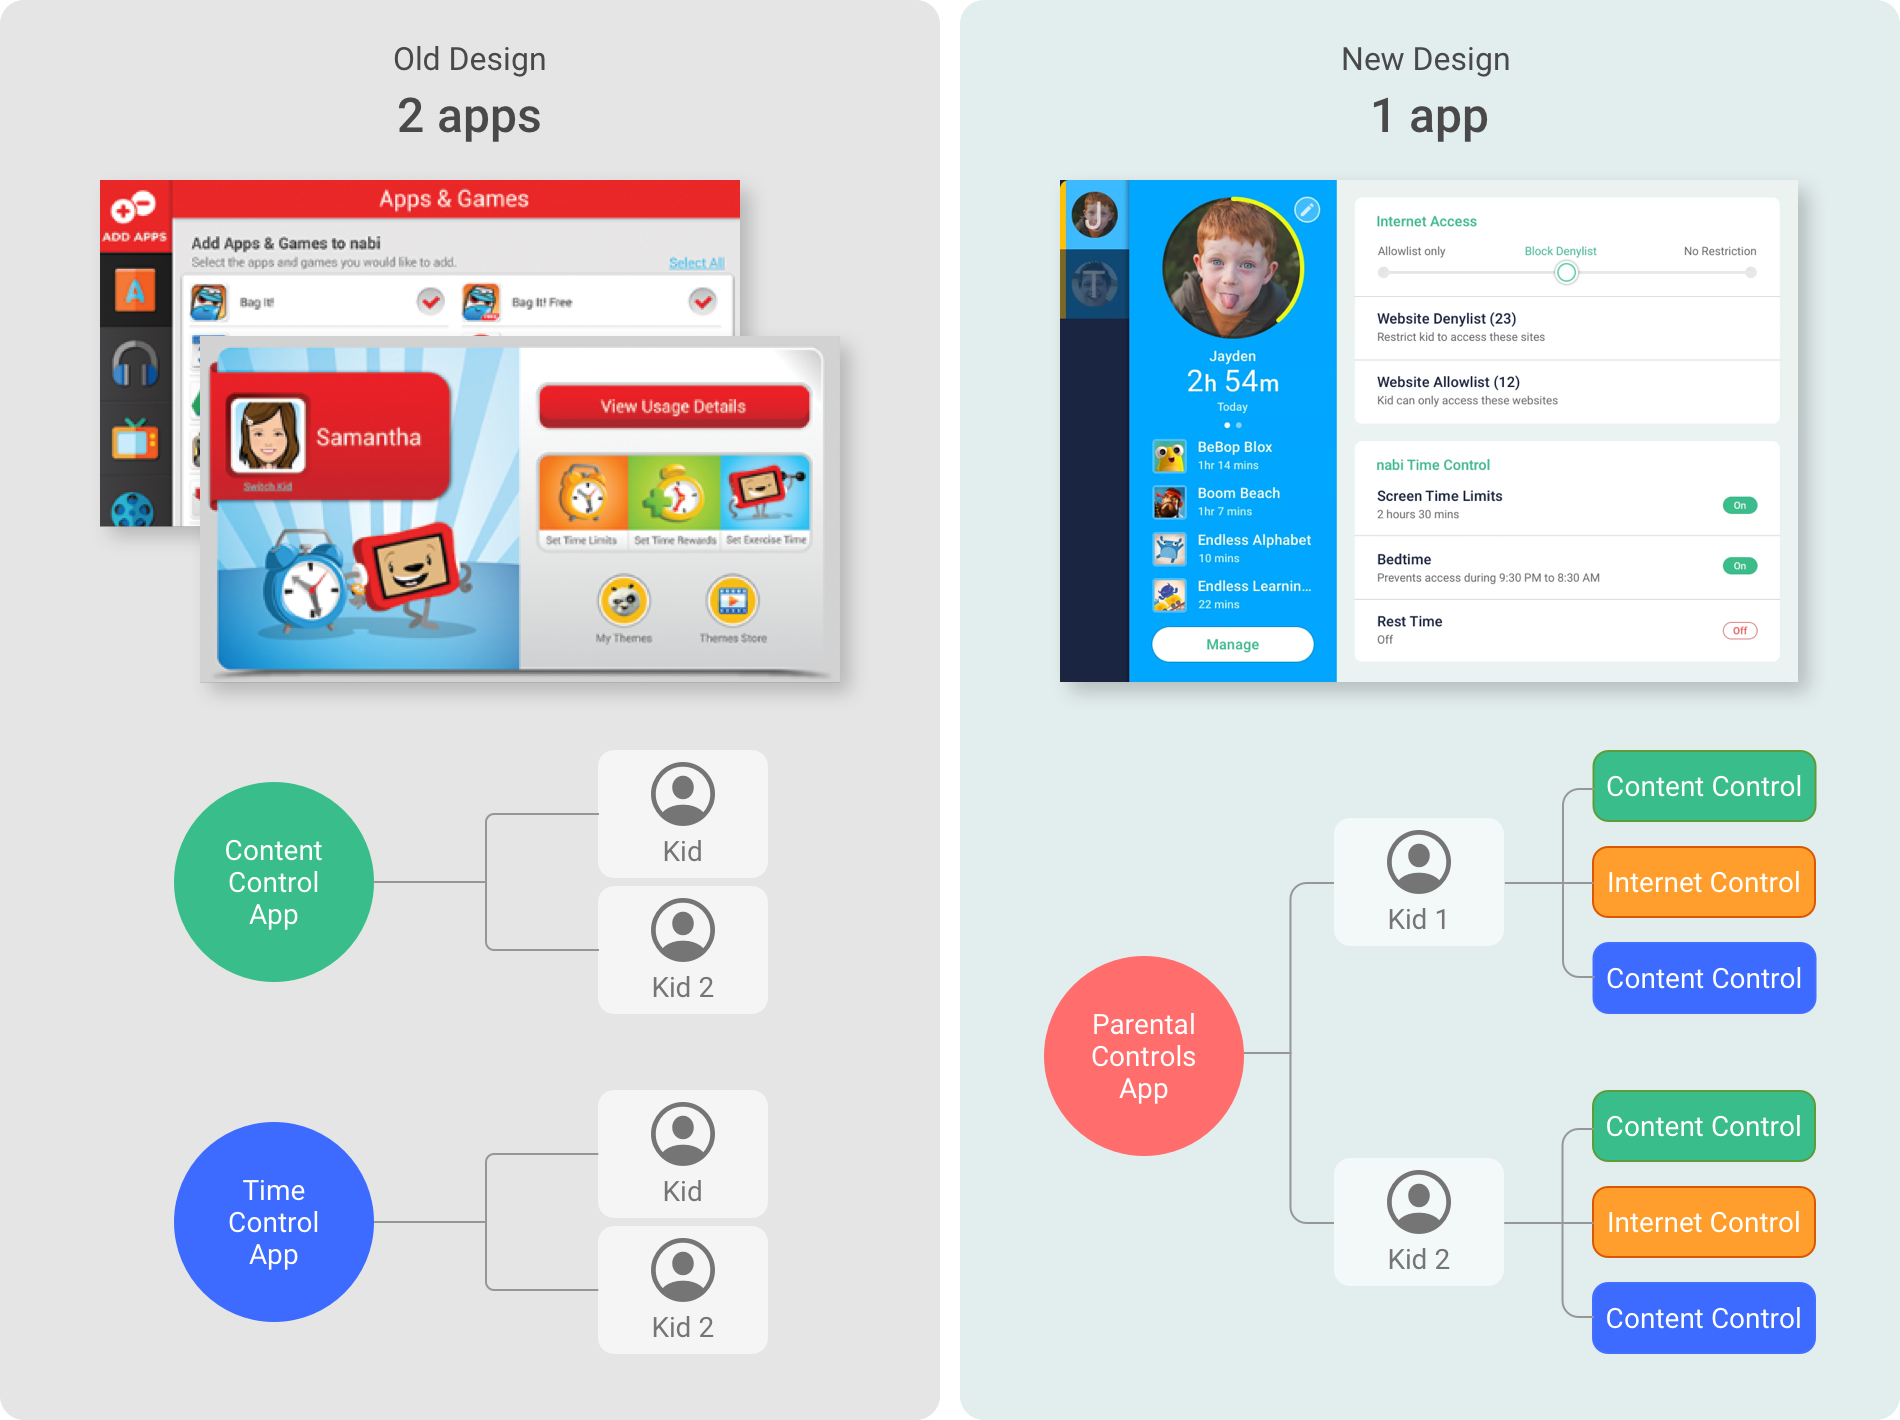 Old Design
2 apps
Apps & Games
ADD APPS
Add Apps & Games to nabi
Select the apps and games you would like to add.
Select All
A
Bag It!
Bag It! Free
FREE
Samantha
Switch Kid
View Usage Details
Set Time Limits
Set Time Rewards
Set Exercise Time
My Themes
Themes Store
Content
Control
App
Kid
Kid 2
Time
Control
App
Kid
Kid 2
New Design
1 app
J
T
Jayden
2h 54m
Today
BeBop Blox
1hr 14 mins
Boom Beach
1hr 7 mins
Endless Alphabet
10 mins
Endless Learnin...
22 mins
Manage
Internet Access
Allowlist only
Block Denylist
No Restriction
Website Denylist (23)
Restrict kid to access these sites
Website Allowlist (12)
Kid can only access these websites
nabi Time Control
Screen Time Limits
2 hours 30 mins
On
Bedtime
Prevents access during 9:30 PM to 8:30 AM
On
Rest Time
Off
Off
Parental
Controls
App
Kid 1
Content Control
Internet Control
Content Control
Kid 2
Content Control
Internet Control
Content Control